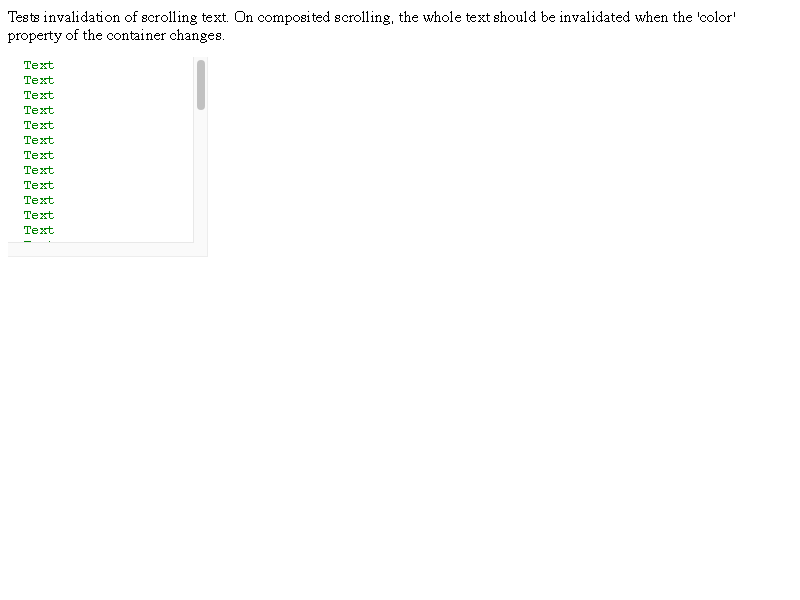 Tests invalidation of scrolling text. On composited scrolling, the whole text should be invalidated when the 'color'
property of the container changes.
Text
Text
Text
Text
Text
Text
Text
Text
Text
Text
Text
Text